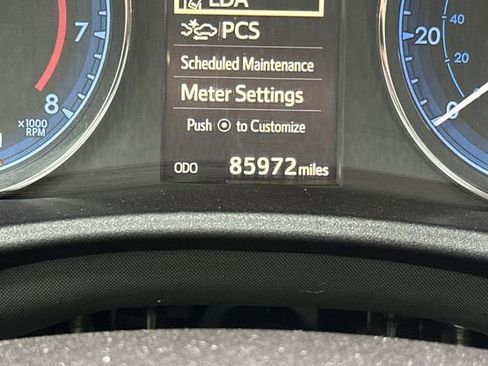 LDA
PCS
Scheduled Maintenance
Meter Settings
Push to Customize
ODO 85972 miles
7
8
x1000
RPM
20
40
0
0